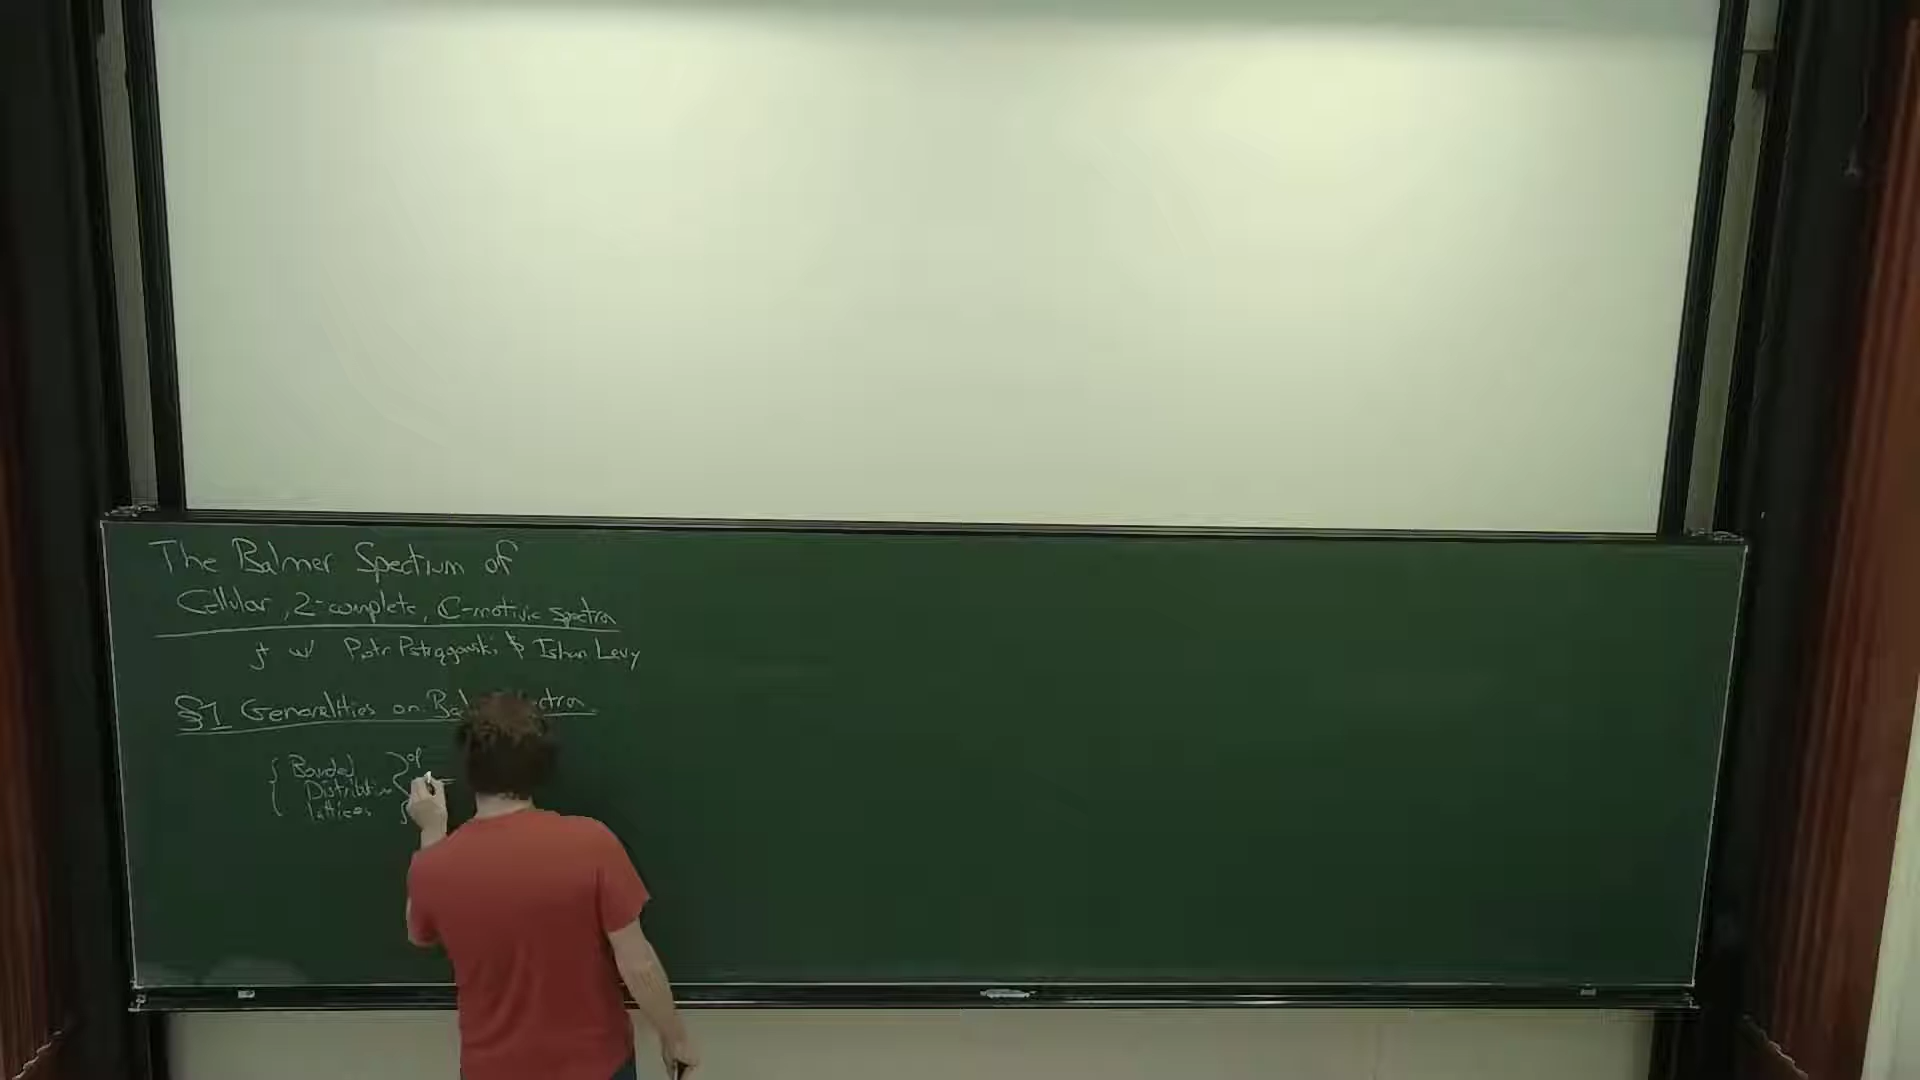 The Balmer Spectrum of
Cellular, 2-complete, C-motivic spectra
jt w/ Piotr Pstrągowski & Ishan Levy
§1 Generalities on
{ Bounded } op
Distributive
lattices